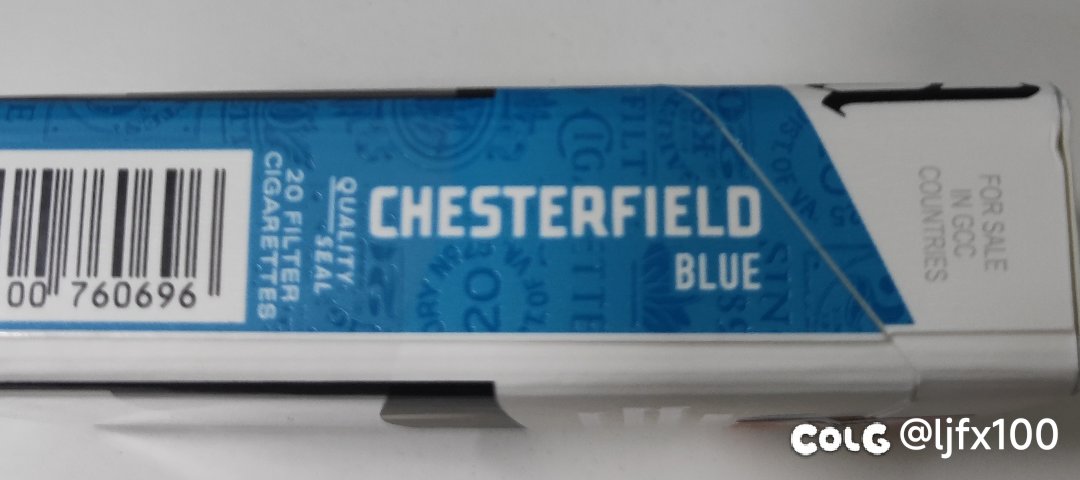 00 760696
20 FILTER
CIGARETTES
QUALITY
SEAL
CHESTERFIELD
BLUE
FOR SALE
IN GCC
COUNTRIES
COLG @ljfx100